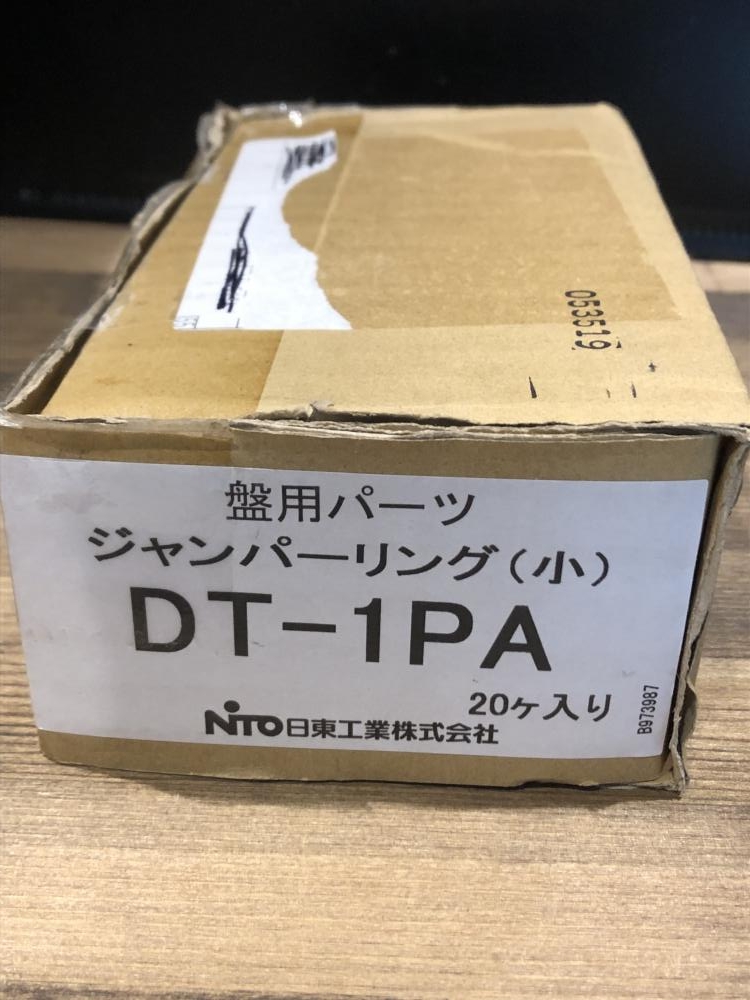 053519
盤用パーツ
ジャンパーリング(小)
DT-1PA
20ヶ入り
B973987
NITO日東工業株式会社